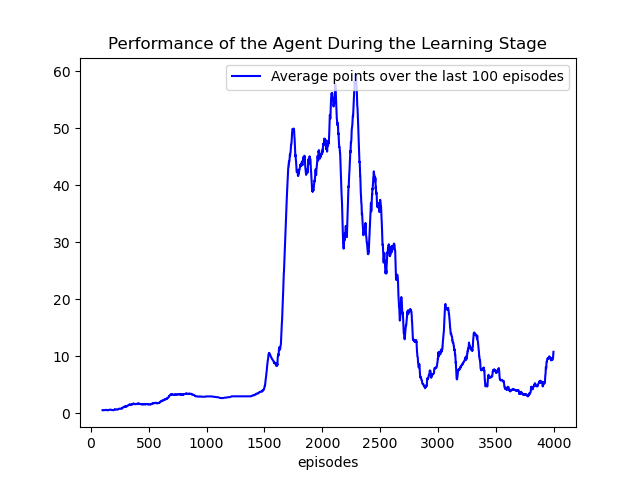 Performance of the Agent During the Learning Stage
Average points over the last 100 episodes
60
50
40
30
20
10
0
0 500 1000 1500 2000 2500 3000 3500 4000
episodes